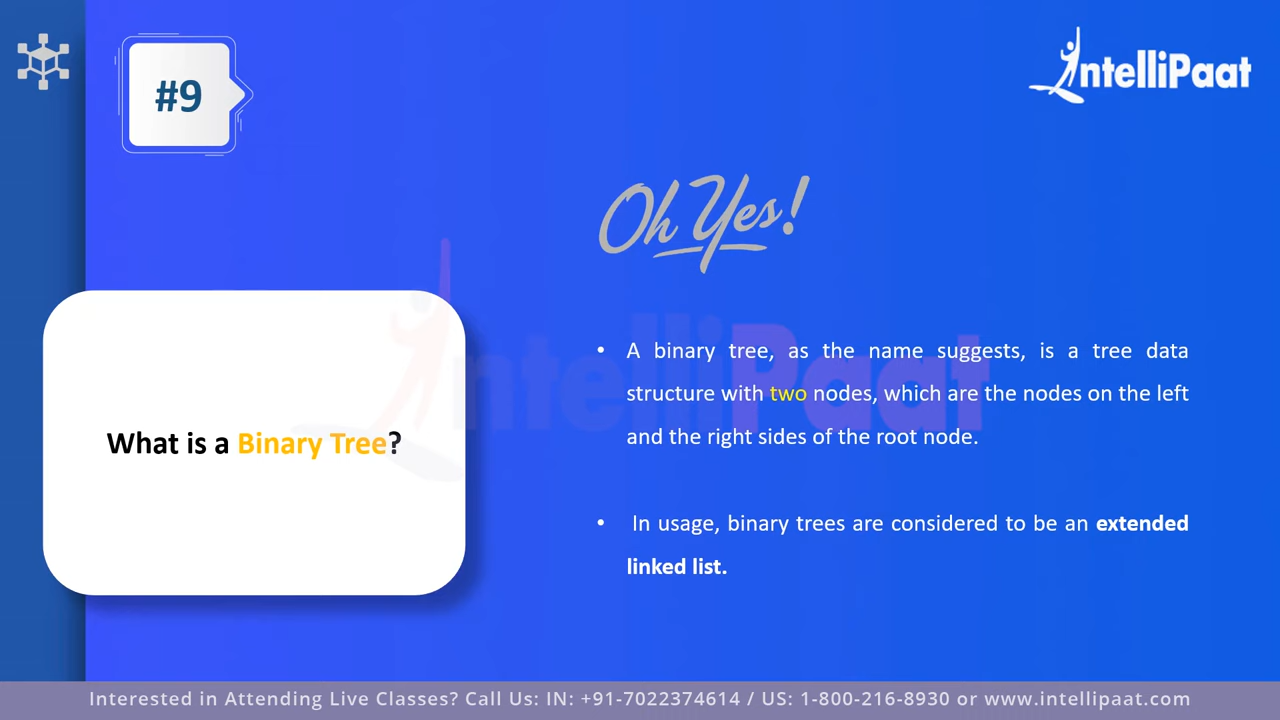 #9
IntelliPaat
Oh Yes!
IntelliPaat
What is a Binary Tree?
• A binary tree, as the name suggests, is a tree data
structure with two nodes, which are the nodes on the left
and the right sides of the root node.
• In usage, binary trees are considered to be an extended
linked list.
Interested in Attending Live Classes? Call Us: IN: +91-7022374614 / US: 1-800-216-8930 or www.intellipaat.com